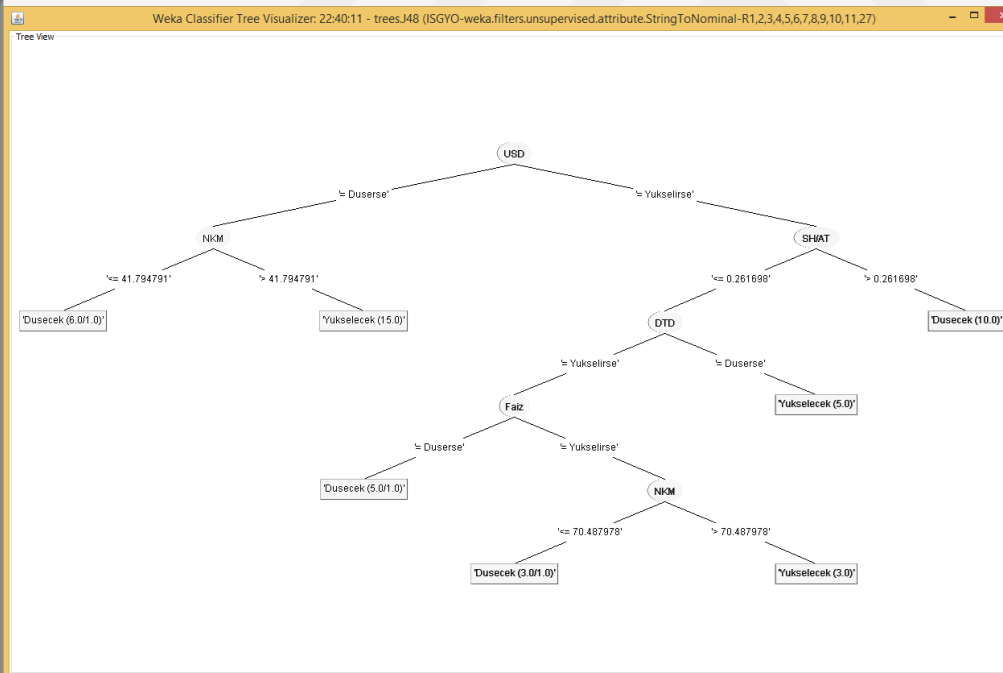 Weka Classifier Tree Visualizer: 22:40:11 - trees.J48 (ISGYO-weka.filters.unsupervised.attribute.StringToNominal-R1,2,3,4,5,6,7,8,9,10,11,27)
Tree View
USD
'= Duserse'
'= Yukselirse'
NKM
SH/AT
'<= 41.794791'
'> 41.794791'
'<= 0.261698'
'> 0.261698'
'Dusecek (6.0/1.0)'
'Yukselecek (15.0)'
DTD
'Dusecek (10.0)'
'= Yukselirse'
'= Duserse'
Faiz
'Yukselecek (5.0)'
'= Duserse'
'= Yukselirse'
'Dusecek (5.0/1.0)'
NKM
'<= 70.487978'
'> 70.487978'
'Dusecek (3.0/1.0)'
'Yukselecek (3.0)'